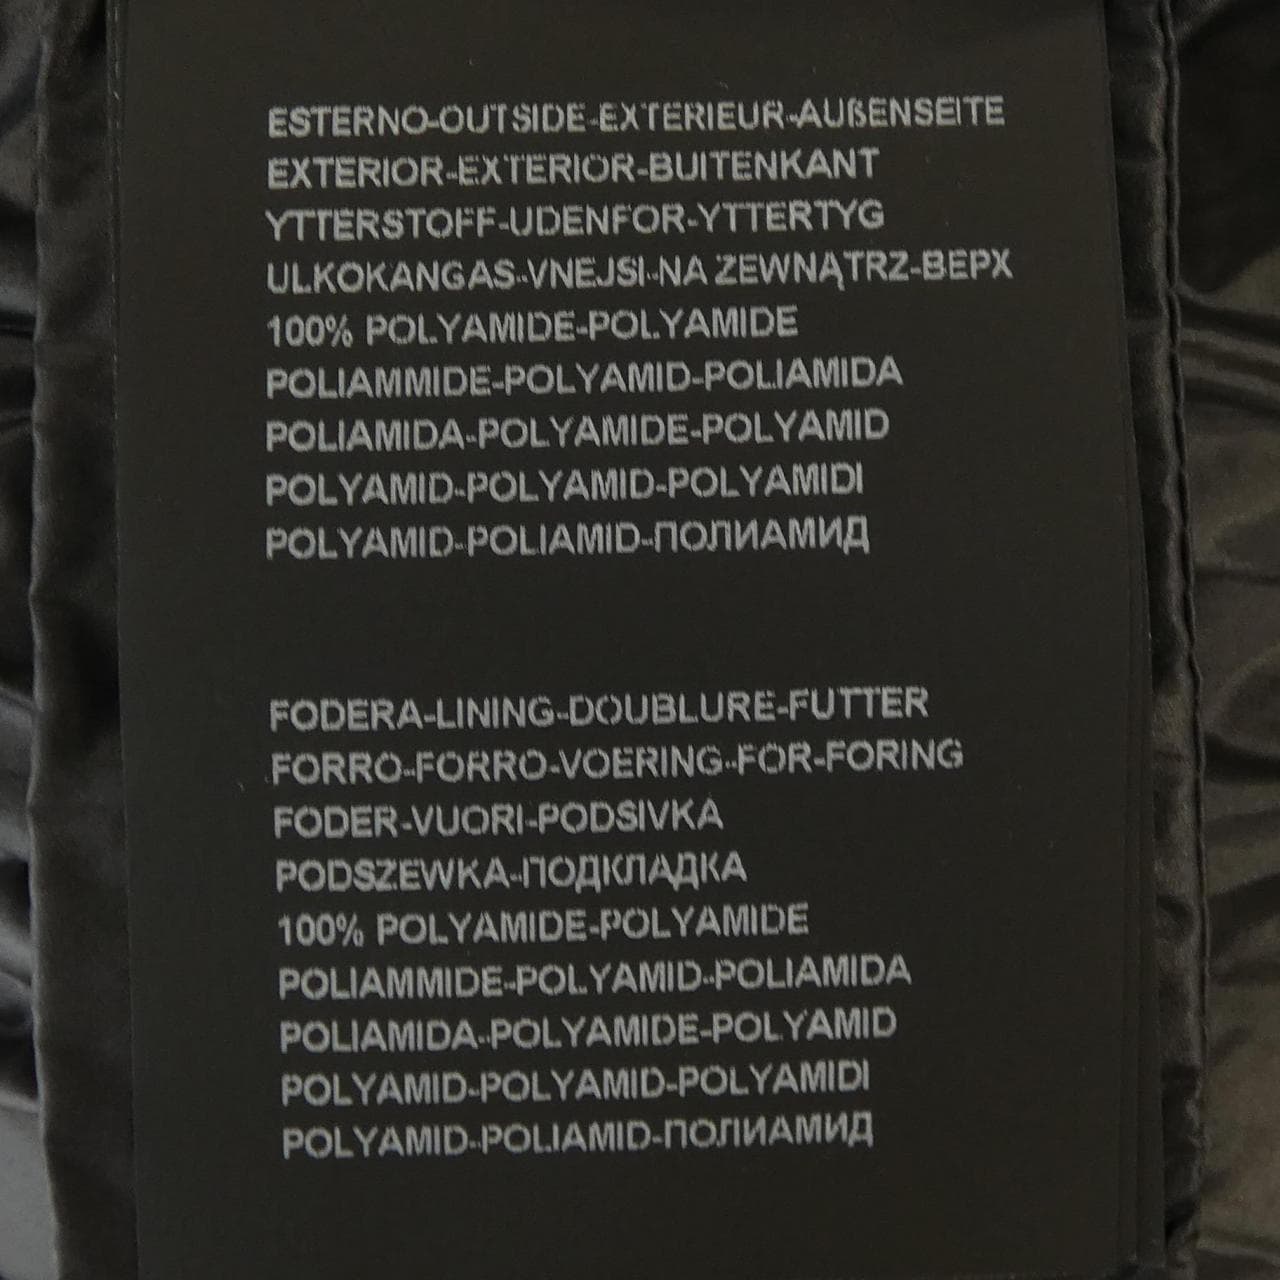 ESTERNO-OUTSIDE-EXTERIEUR-AUßENSEITE
EXTERIOR-EXTERIOR-BUITENKANT
YTTERSTOFF-UDENFOR-YTTERTYG
ULKOKANGAS-VNEJSI-NA ZEWNĄTRZ-ВЕРХ
100% POLYAMIDE-POLYAMIDE
POLIAMMIDE-POLYAMID-POLIAMIDA
POLIAMIDA-POLYAMIDE-POLYAMID
POLYAMID-POLYAMID-POLYAMIDI
POLYAMID-POLIAMID-ПОЛИАМИД
FODERA-LINING-DOUBLURE-FUTTER
FORRO-FORRO-VOERING-FOR-FORING
FODER-VUORI-PODSIVKA
PODSZEWKA-ПОДКЛАДКА
100% POLYAMIDE-POLYAMIDE
POLIAMMIDE-POLYAMID-POLIAMIDA
POLIAMIDA-POLYAMIDE-POLYAMID
POLYAMID-POLYAMID-POLYAMIDI
POLYAMID-POLIAMID-ПОЛИАМИД